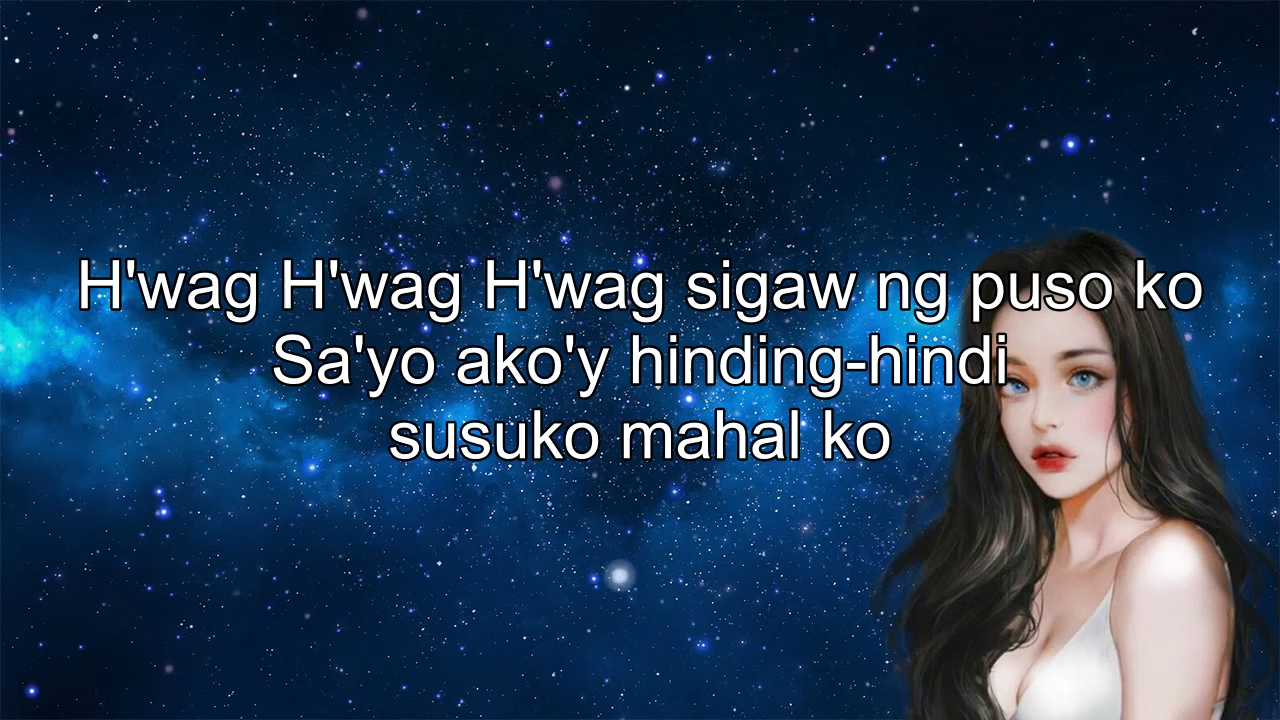 H'wag H'wag H'wag sigaw ng puso ko
Sa'yo ako'y hinding-hindi
susuko mahal ko